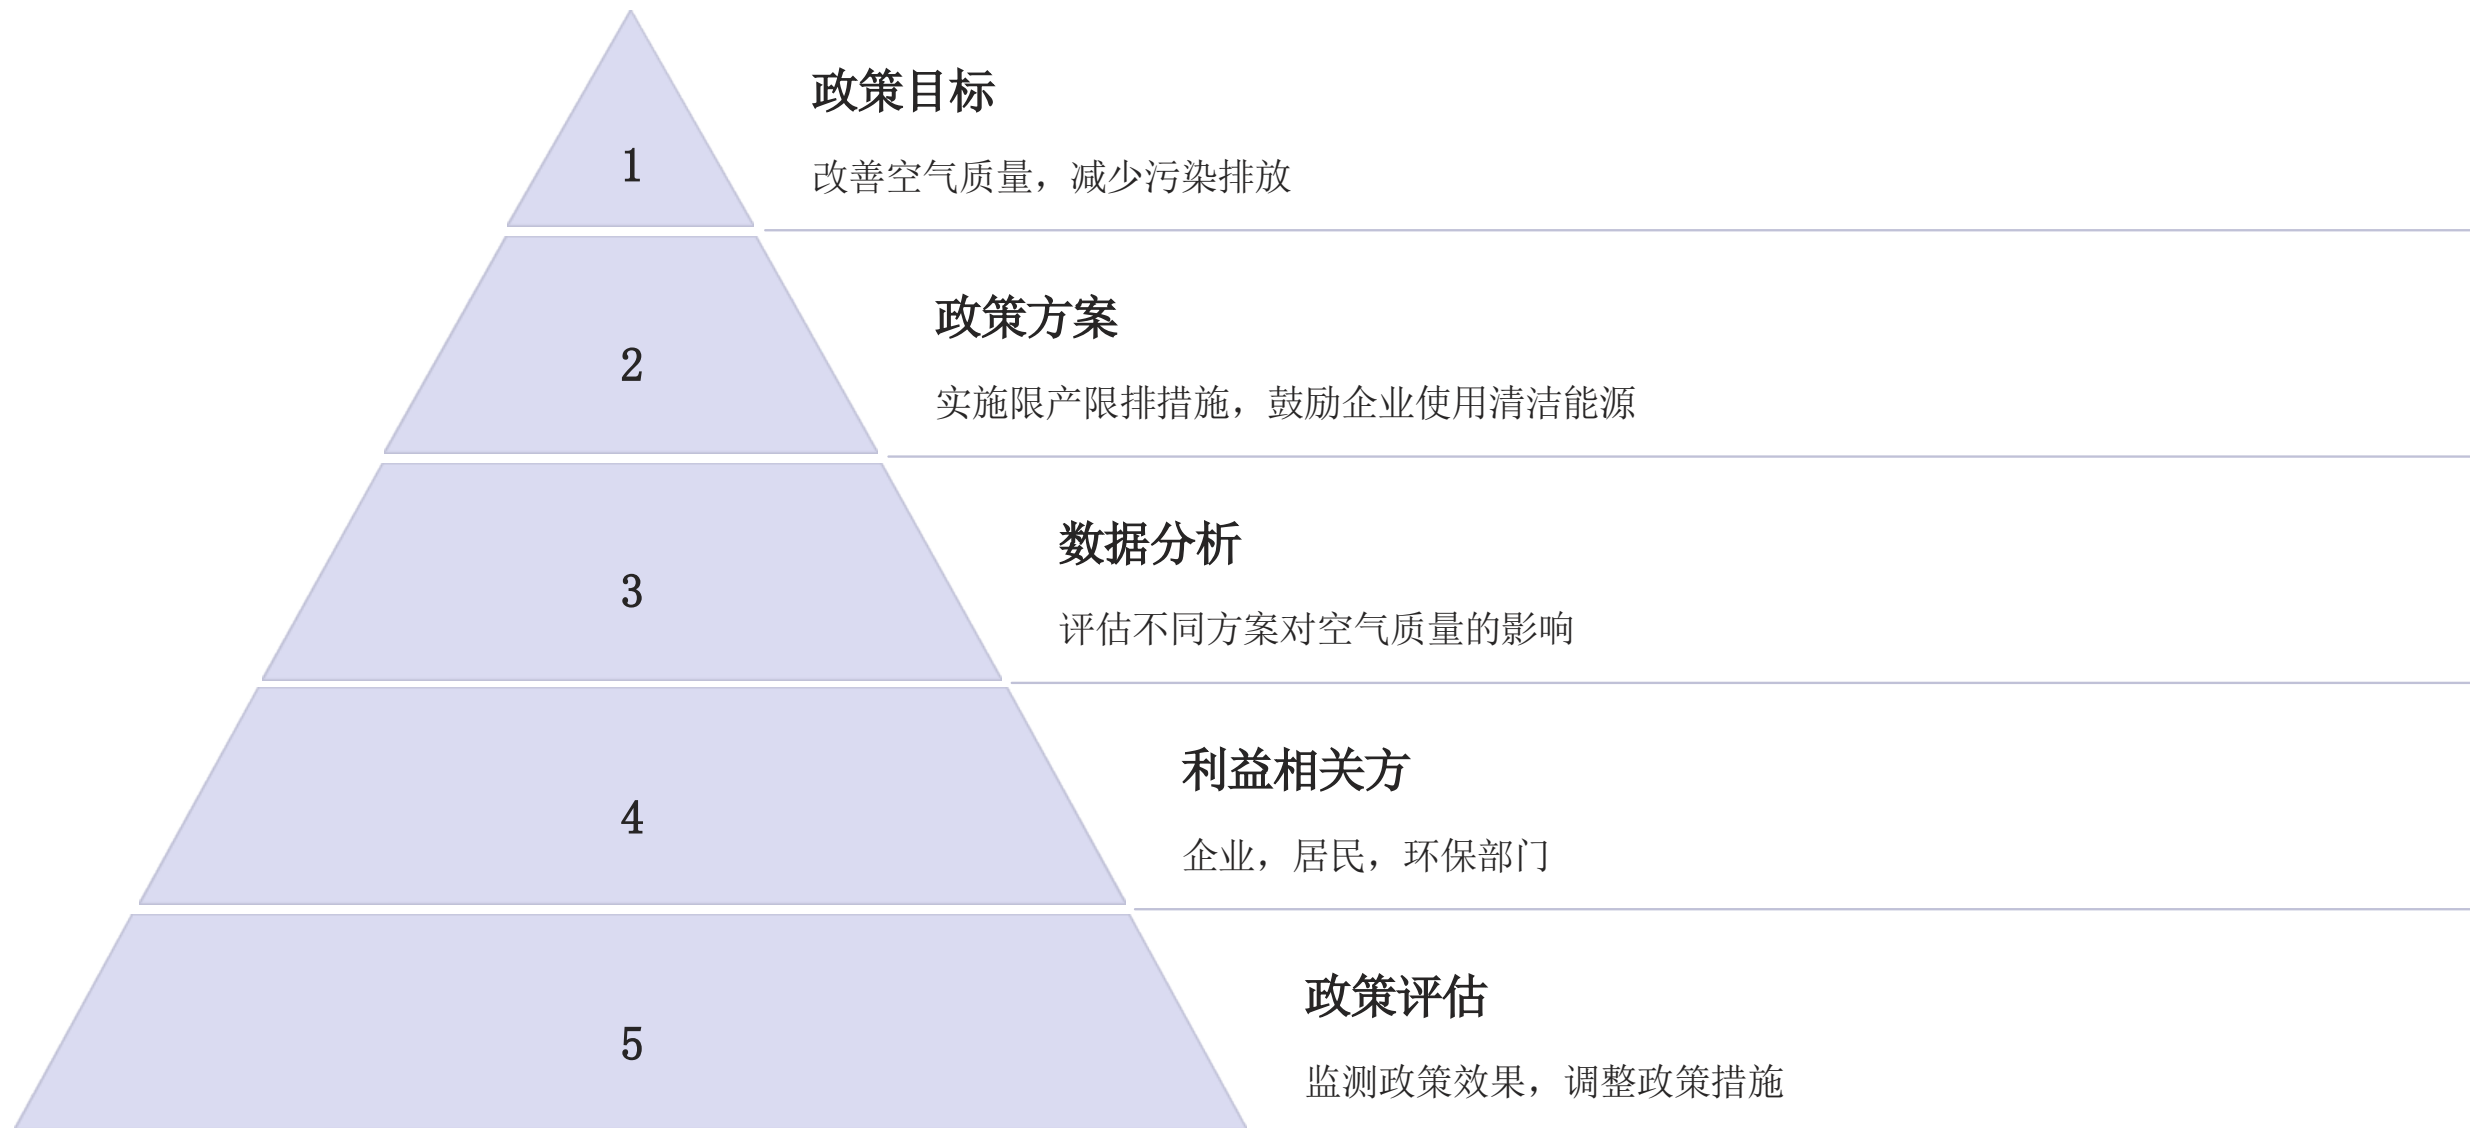 政策目标
1
改善空气质量，减少污染排放
政策方案
2
实施限产限排措施，鼓励企业使用清洁能源
数据分析
3
评估不同方案对空气质量的影响
利益相关方
4
企业，居民，环保部门
政策评估
5
监测政策效果，调整政策措施